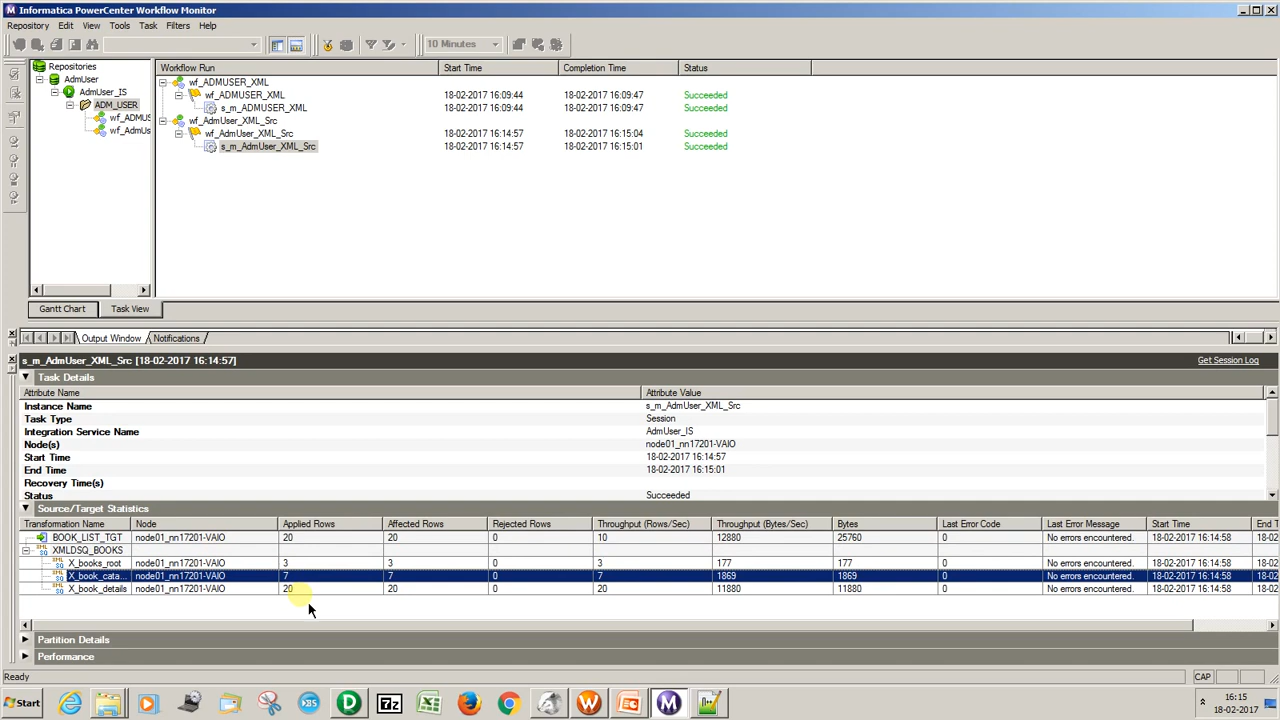 Informatica PowerCenter Workflow Monitor
Repository Edit View Tools Task Filters Help
10 Minutes
Repositories
AdmUser
AdmUser_IS
ADM_USER
wf_ADMUS
wf_AdmUs
Workflow Run Start Time Completion Time Status
wf_ADMUSER_XML
wf_ADMUSER_XML 18-02-2017 16:09:44 18-02-2017 16:09:47 Succeeded
s_m_ADMUSER_XML 18-02-2017 16:09:44 18-02-2017 16:09:47 Succeeded
wf_AdmUser_XML_Src
wf_AdmUser_XML_Src 18-02-2017 16:14:57 18-02-2017 16:15:04 Succeeded
s_m_AdmUser_XML_Src 18-02-2017 16:14:57 18-02-2017 16:15:01 Succeeded
Gantt Chart Task View
Output Window Notifications
s_m_AdmUser_XML_Src [18-02-2017 16:14:57] Get Session Log
Task Details
Attribute Name Attribute Value
Instance Name s_m_AdmUser_XML_Src
Task Type Session
Integration Service Name AdmUser_IS
Node(s) node01_nn17201-VAIO
Start Time 18-02-2017 16:14:57
End Time 18-02-2017 16:15:01
Recovery Time(s)
Status Succeeded
Source/Target Statistics
Transformation Name Node Applied Rows Affected Rows Rejected Rows Throughput (Rows/Sec) Throughput (Bytes/Sec) Bytes Last Error Code Last Error Message Start Time End T
BOOK_LIST_TGT node01_nn17201-VAIO 20 20 0 10 12880 25760 0 No errors encountered. 18-02-2017 16:14:58 18-02
XMLDSQ_BOOKS
X_books_root node01_nn17201-VAIO 3 3 0 3 177 177 0 No errors encountered. 18-02-2017 16:14:58 18-02
X_book_cata... node01_nn17201-VAIO 7 7 0 7 1869 1869 0 No errors encountered. 18-02-2017 16:14:58 18-02
X_book_details node01_nn17201-VAIO 20 20 0 20 11880 11880 0 No errors encountered. 18-02-2017 16:14:58 18-02
Partition Details
Performance
Ready CAP
Start 16:15
18-02-2017